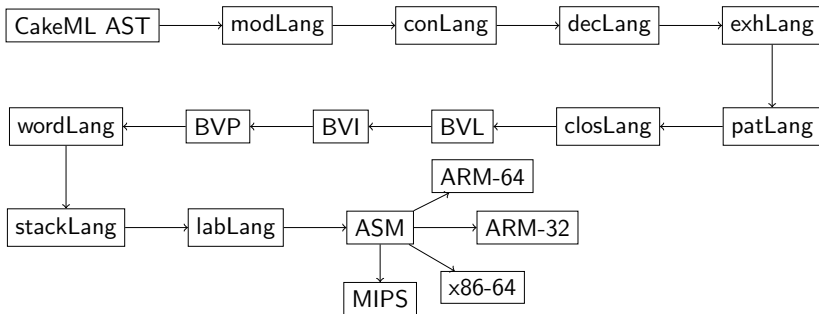 CakeML AST
modLang
conLang
decLang
exhLang
patLang
closLang
BVL
BVI
BVP
wordLang
stackLang
labLang
ASM
ARM-64
ARM-32
x86-64
MIPS